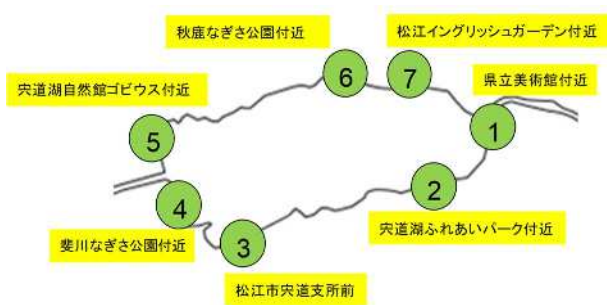 秋鹿なぎさ公園付近
松江イングリッシュガーデン付近
宍道湖自然館ゴビウス付近
県立美術館付近
6
7
5
1
2
4
3
宍道湖ふれあいパーク付近
斐川なぎさ公園付近
松江市宍道支所前